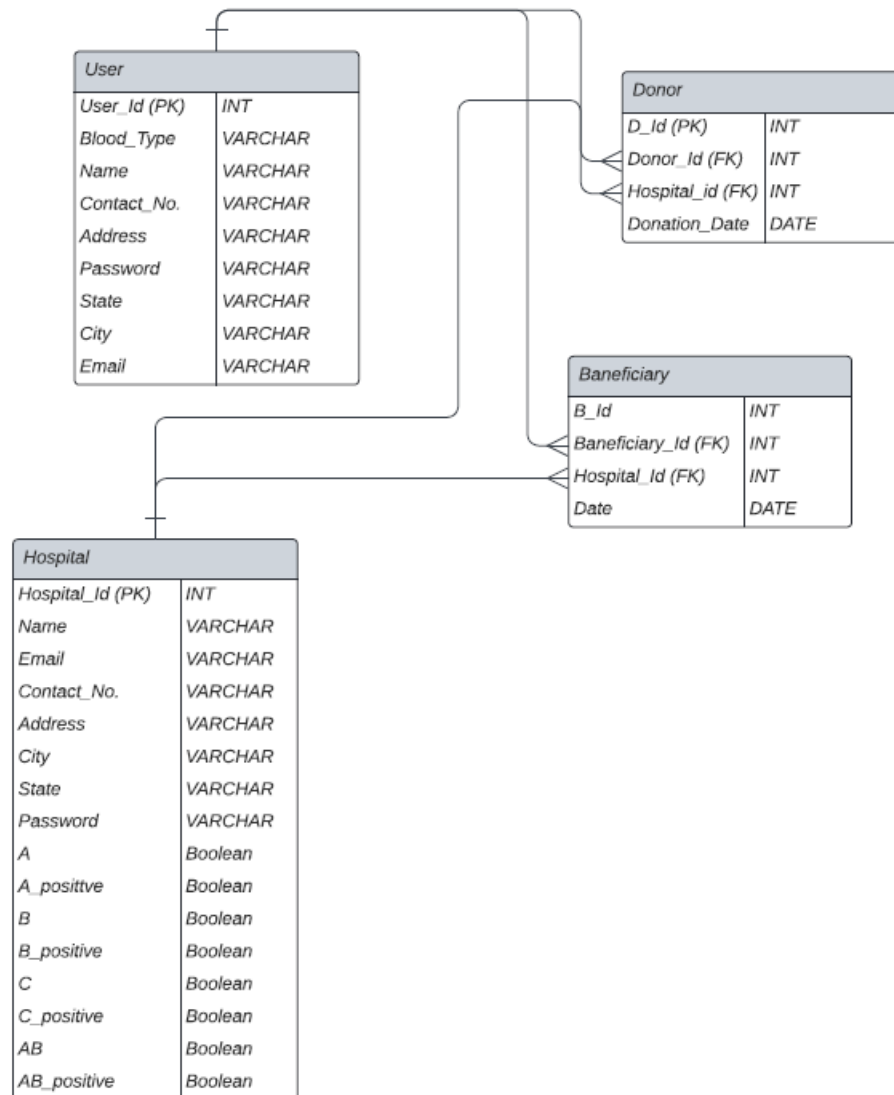 User
User_Id (PK) INT
Blood_Type VARCHAR
Name VARCHAR
Contact_No. VARCHAR
Address VARCHAR
Password VARCHAR
State VARCHAR
City VARCHAR
Email VARCHAR
Donor
D_Id (PK) INT
Donor_Id (FK) INT
Hospital_id (FK) INT
Donation_Date DATE
Baneficiary
B_Id INT
Baneficiary_Id (FK) INT
Hospital_Id (FK) INT
Date DATE
Hospital
Hospital_Id (PK) INT
Name VARCHAR
Email VARCHAR
Contact_No. VARCHAR
Address VARCHAR
City VARCHAR
State VARCHAR
Password VARCHAR
A Boolean
A_posittve Boolean
B Boolean
B_positive Boolean
C Boolean
C_positive Boolean
AB Boolean
AB_positive Boolean